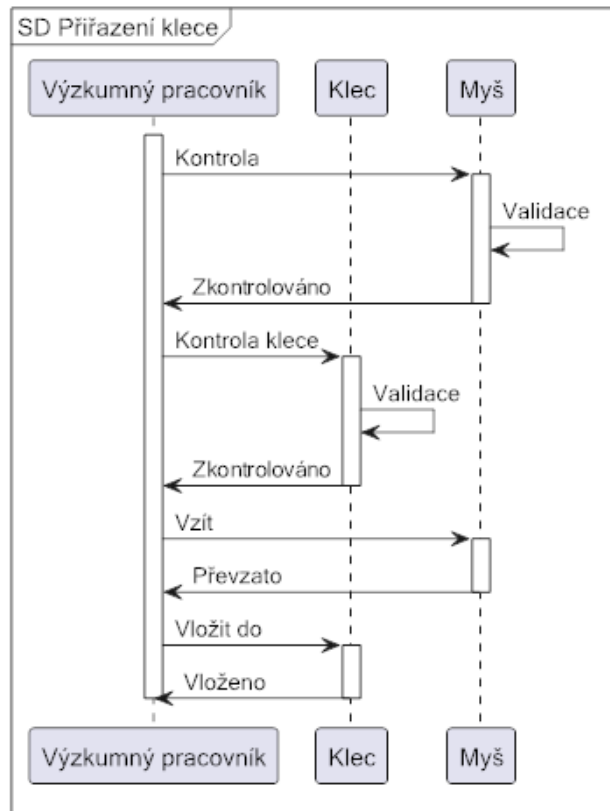 SD Přiřazení klece
Výzkumný pracovník Klec Myš
Kontrola
Validace
Zkontrolováno
Kontrola klece
Validace
Zkontrolováno
Vzít
Převzato
Vložit do
Vloženo
Výzkumný pracovník Klec Myš